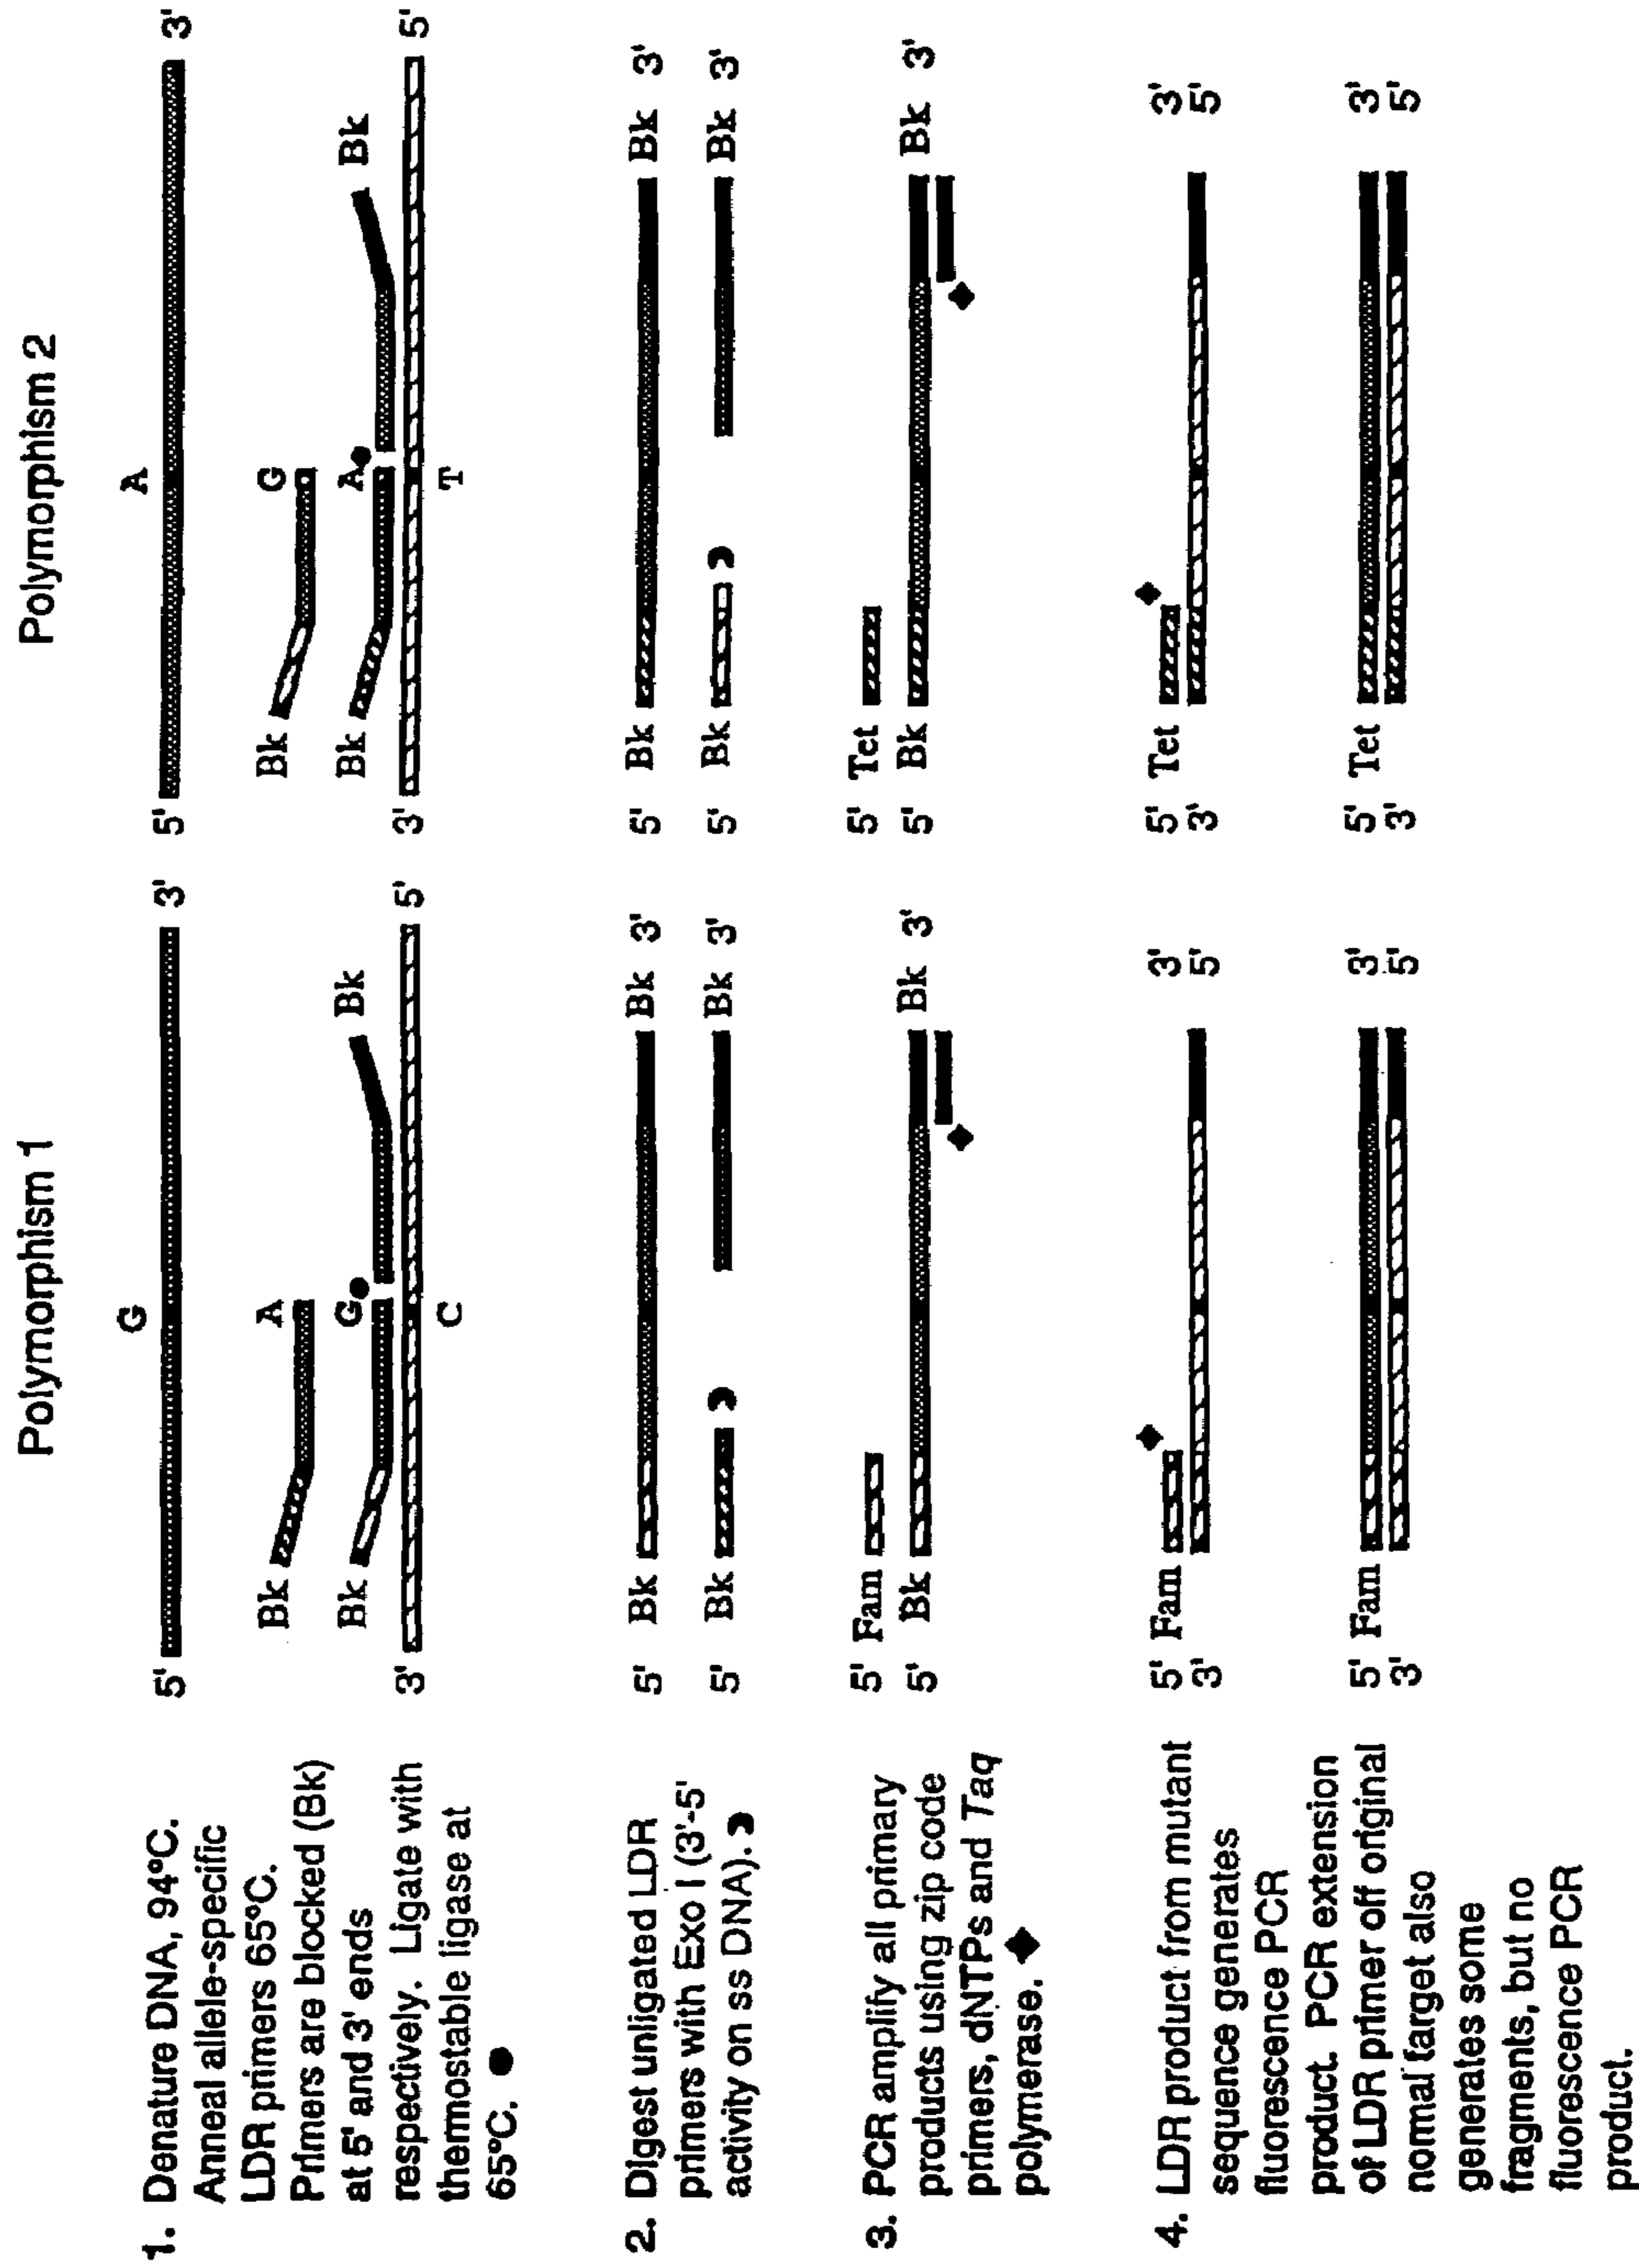 Polymorphism 1
Polymorphism 2
1. Denature DNA, 94°C.
Anneal allele-specific
LDR primers 65°C.
Primers are blocked (Bk)
at 5' and 3' ends
respectively. Ligate with
thermostable ligase at
65°C.
G
5' 3'
A
Bk
G
Bk Bk
3' 5'
C
A
5' 3'
G
Bk
A
Bk Bk
3' 5'
T
2. Digest unligated LDR
primers with Exo I (3'-5'
activity on ss DNA).
5' Bk Bk 3'
5' Bk Bk 3'
5' Bk Bk 3'
5' Bk Bk 3'
3. PCR amplify all primary
products using zip code
primers, dNTPs and Taq
polymerase.
5' Fam
5' Bk Bk 3'
5' Tet
5' Bk Bk 3'
4. LDR product from mutant
sequence generates
fluorescence PCR
product. PCR extension
of LDR primer off original
normal target also
generates some
fragments, but no
fluorescence PCR
product.
5' Fam 3'
3' 5'
5' Tet 3'
3' 5'
5' Fam 3'
3' 5'
5' Tet 3'
3' 5'